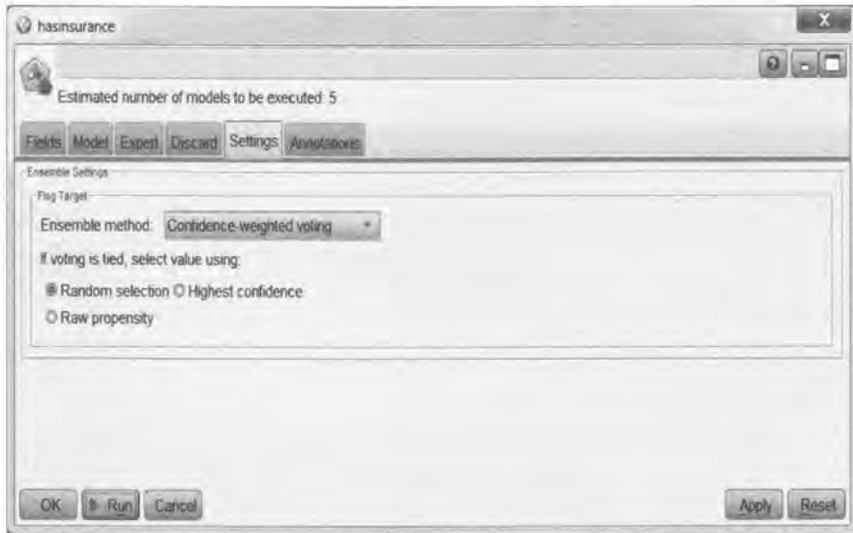 hasinsurance
X
?
Estimated number of models to be executed: 5
Fields Model Expert Discard Settings Annotations
Ensemble Settings
Flag Target
Ensemble method: Confidence-weighted voting
If voting is tied, select value using:
Random selection Highest confidence
Raw propensity
OK Run Cancel Apply Reset